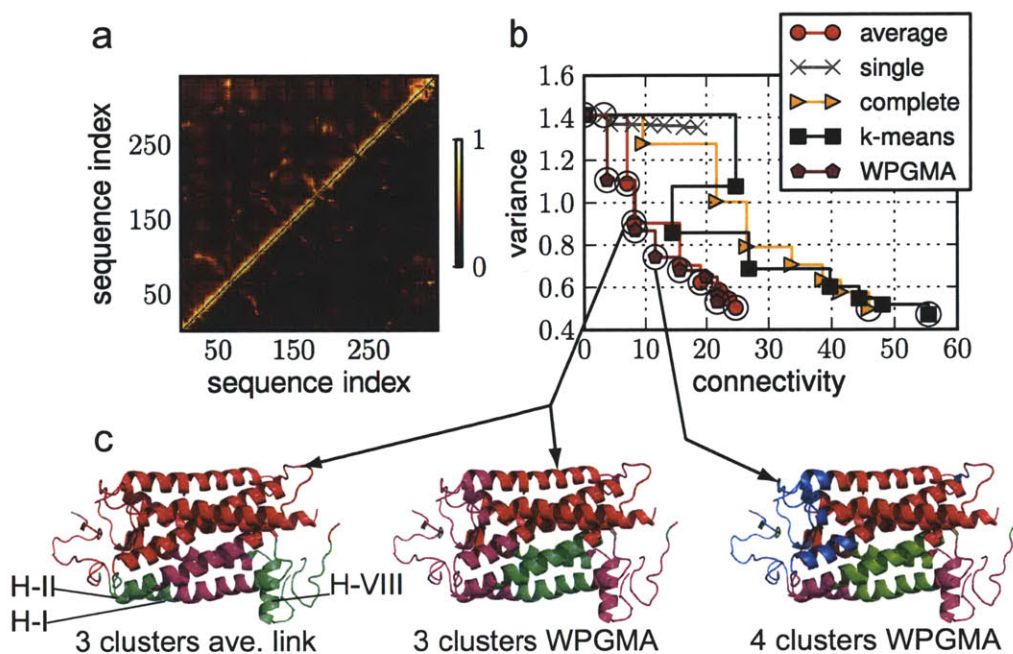 a
sequence index
250
150
50
50 150 250
sequence index
1
0
b
average
single
complete
k-means
WPGMA
variance
1.6
1.4
1.2
1.0
0.8
0.6
0.4
0 10 20 30 40 50 60
connectivity
c
H-II
H-I
H-VIII
3 clusters ave. link
3 clusters WPGMA
4 clusters WPGMA